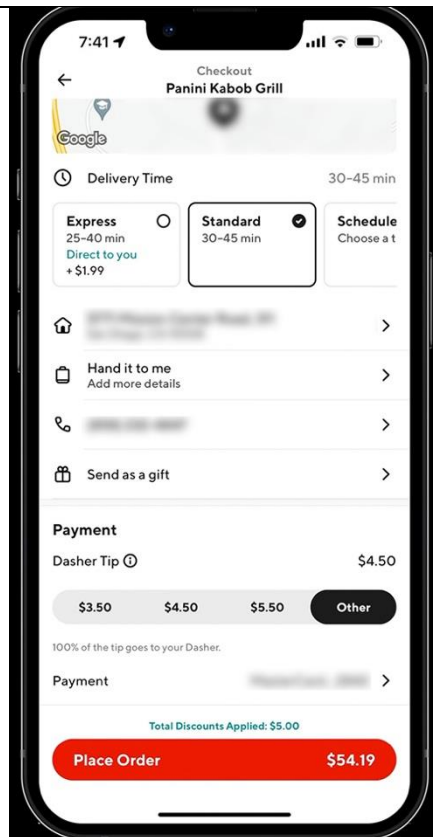 7:41
Checkout
Panini Kabob Grill
Google
Delivery Time 30–45 min
Express
25–40 min
Direct to you
+ $1.99
Standard
30–45 min
Schedule
Choose a t
Hand it to me
Add more details
Send as a gift
Payment
Dasher Tip $4.50
$3.50 $4.50 $5.50 Other
100% of the tip goes to your Dasher.
Payment
Total Discounts Applied: $5.00
Place Order $54.19